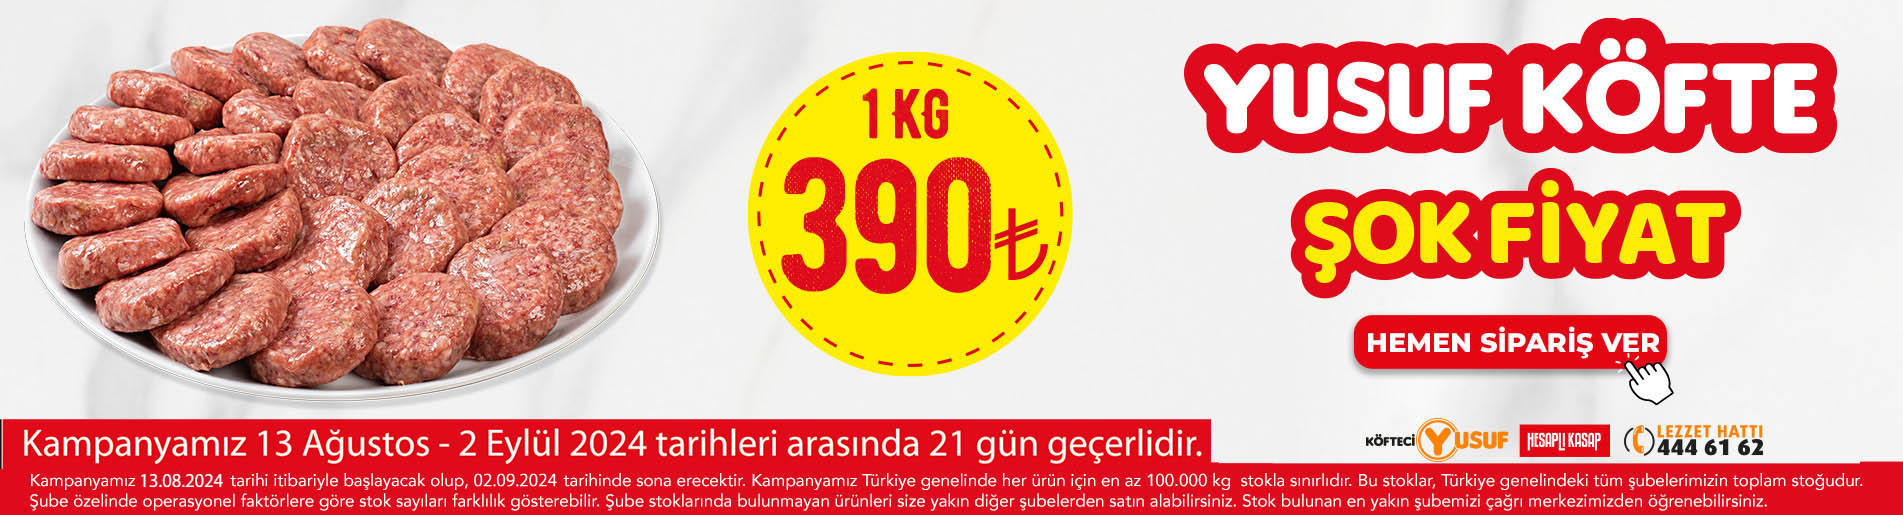 1 KG
390₺
YUSUF KÖFTE
ŞOK FİYAT
HEMEN SİPARİŞ VER
Kampanyamız 13 Ağustos - 2 Eylül 2024 tarihleri arasında 21 gün geçerlidir.
KÖFTECİ YUSUF
HESAPLI KASAP
LEZZET HATTI
444 61 62
Kampanyamız 13.08.2024 tarihi itibariyle başlayacak olup, 02.09.2024 tarihinde sona erecektir. Kampanyamız Türkiye genelinde her ürün için en az 100.000 kg stokla sınırlıdır. Bu stoklar, Türkiye genelindeki tüm şubelerimizin toplam stoğudur.
Şube özelinde operasyonel faktörlere göre stok sayıları farklılık gösterebilir. Şube stoklarında bulunmayan ürünleri size yakın diğer şubelerden satın alabilirsiniz. Stok bulunan en yakın şubemizi çağrı merkezimizden öğrenebilirsiniz.